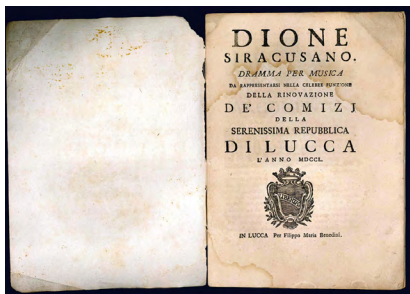 DIONE
SIRACUSANO.
DRAMMA PER MUSICA
DA RAPPRESENTARSI NELLA CELEBRE FUNZIONE
DELLA RINOVAZIONE
DE' COMIZJ
DELLA
SERENISSIMA REPUBBLICA
DI LUCCA
L'ANNO MDCCL.
IN LUCCA Per Filippo Maria Benedini.